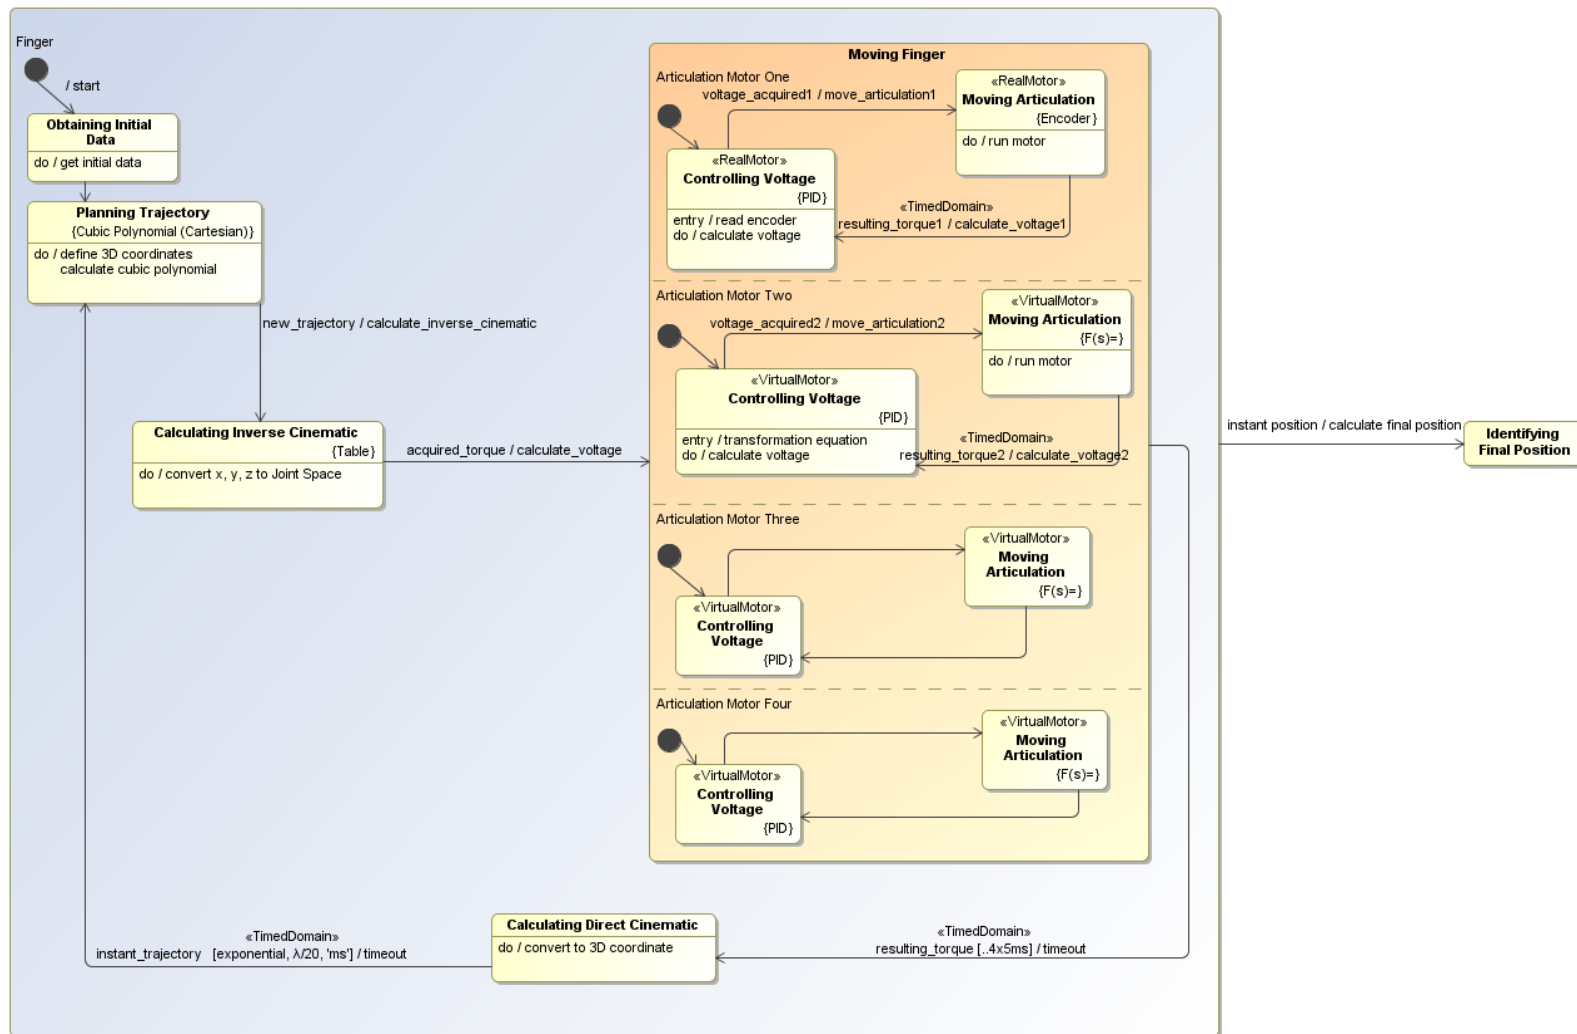 Finger
/ start
Obtaining Initial
Data
do / get initial data
Planning Trajectory
{Cubic Polynomial (Cartesian)}
do / define 3D coordinates
calculate cubic polynomial
new_trajectory / calculate_inverse_cinematic
Calculating Inverse Cinematic
{Table}
do / convert x, y, z to Joint Space
acquired_torque / calculate_voltage
Moving Finger
Articulation Motor One
voltage_acquired1 / move_articulation1
«RealMotor»
Moving Articulation
{Encoder}
do / run motor
«RealMotor»
Controlling Voltage
{PID}
entry / read encoder
do / calculate voltage
«TimedDomain»
resulting_torque1 / calculate_voltage1
Articulation Motor Two
voltage_acquired2 / move_articulation2
«VirtualMotor»
Moving Articulation
{F(s)=}
do / run motor
«VirtualMotor»
Controlling Voltage
{PID}
entry / transformation equation
do / calculate voltage
«TimedDomain»
resulting_torque2 / calculate_voltage2
Articulation Motor Three
«VirtualMotor»
Moving
Articulation
{F(s)=}
«VirtualMotor»
Controlling
Voltage
{PID}
Articulation Motor Four
«VirtualMotor»
Moving
Articulation
{F(s)=}
«VirtualMotor»
Controlling
Voltage
{PID}
instant position / calculate final position
Identifying
Final Position
«TimedDomain»
resulting_torque [..4x5ms] / timeout
Calculating Direct Cinematic
do / convert to 3D coordinate
«TimedDomain»
instant_trajectory [exponential, λ/20, 'ms'] / timeout